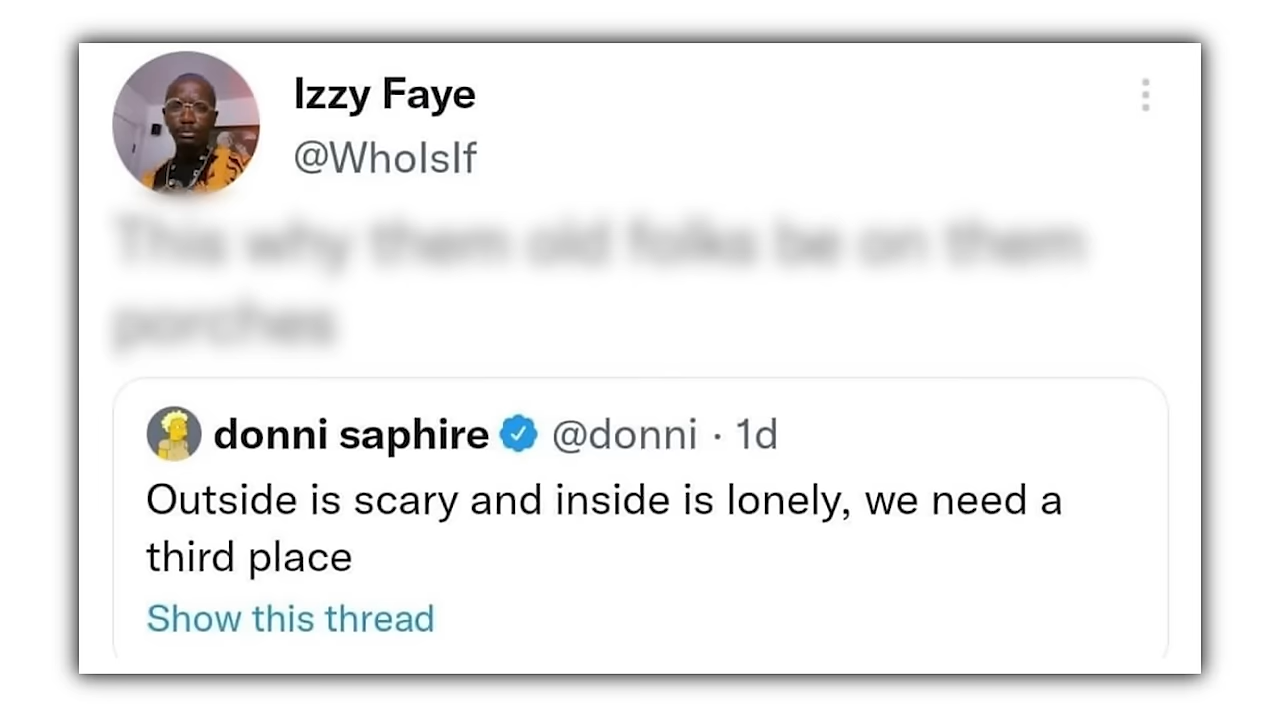 Izzy Faye
@WhoIsIf
This why them old folks be on them
porches
donni saphire @donni · 1d
Outside is scary and inside is lonely, we need a
third place
Show this thread